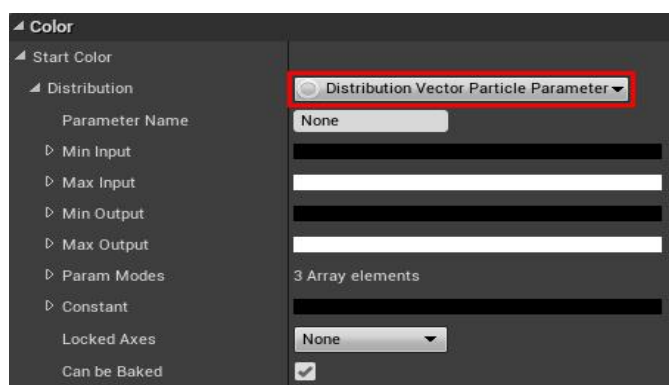 Color
Start Color
Distribution Distribution Vector Particle Parameter
Parameter Name None
Min Input
Max Input
Min Output
Max Output
Param Modes 3 Array elements
Constant
Locked Axes None
Can be Baked